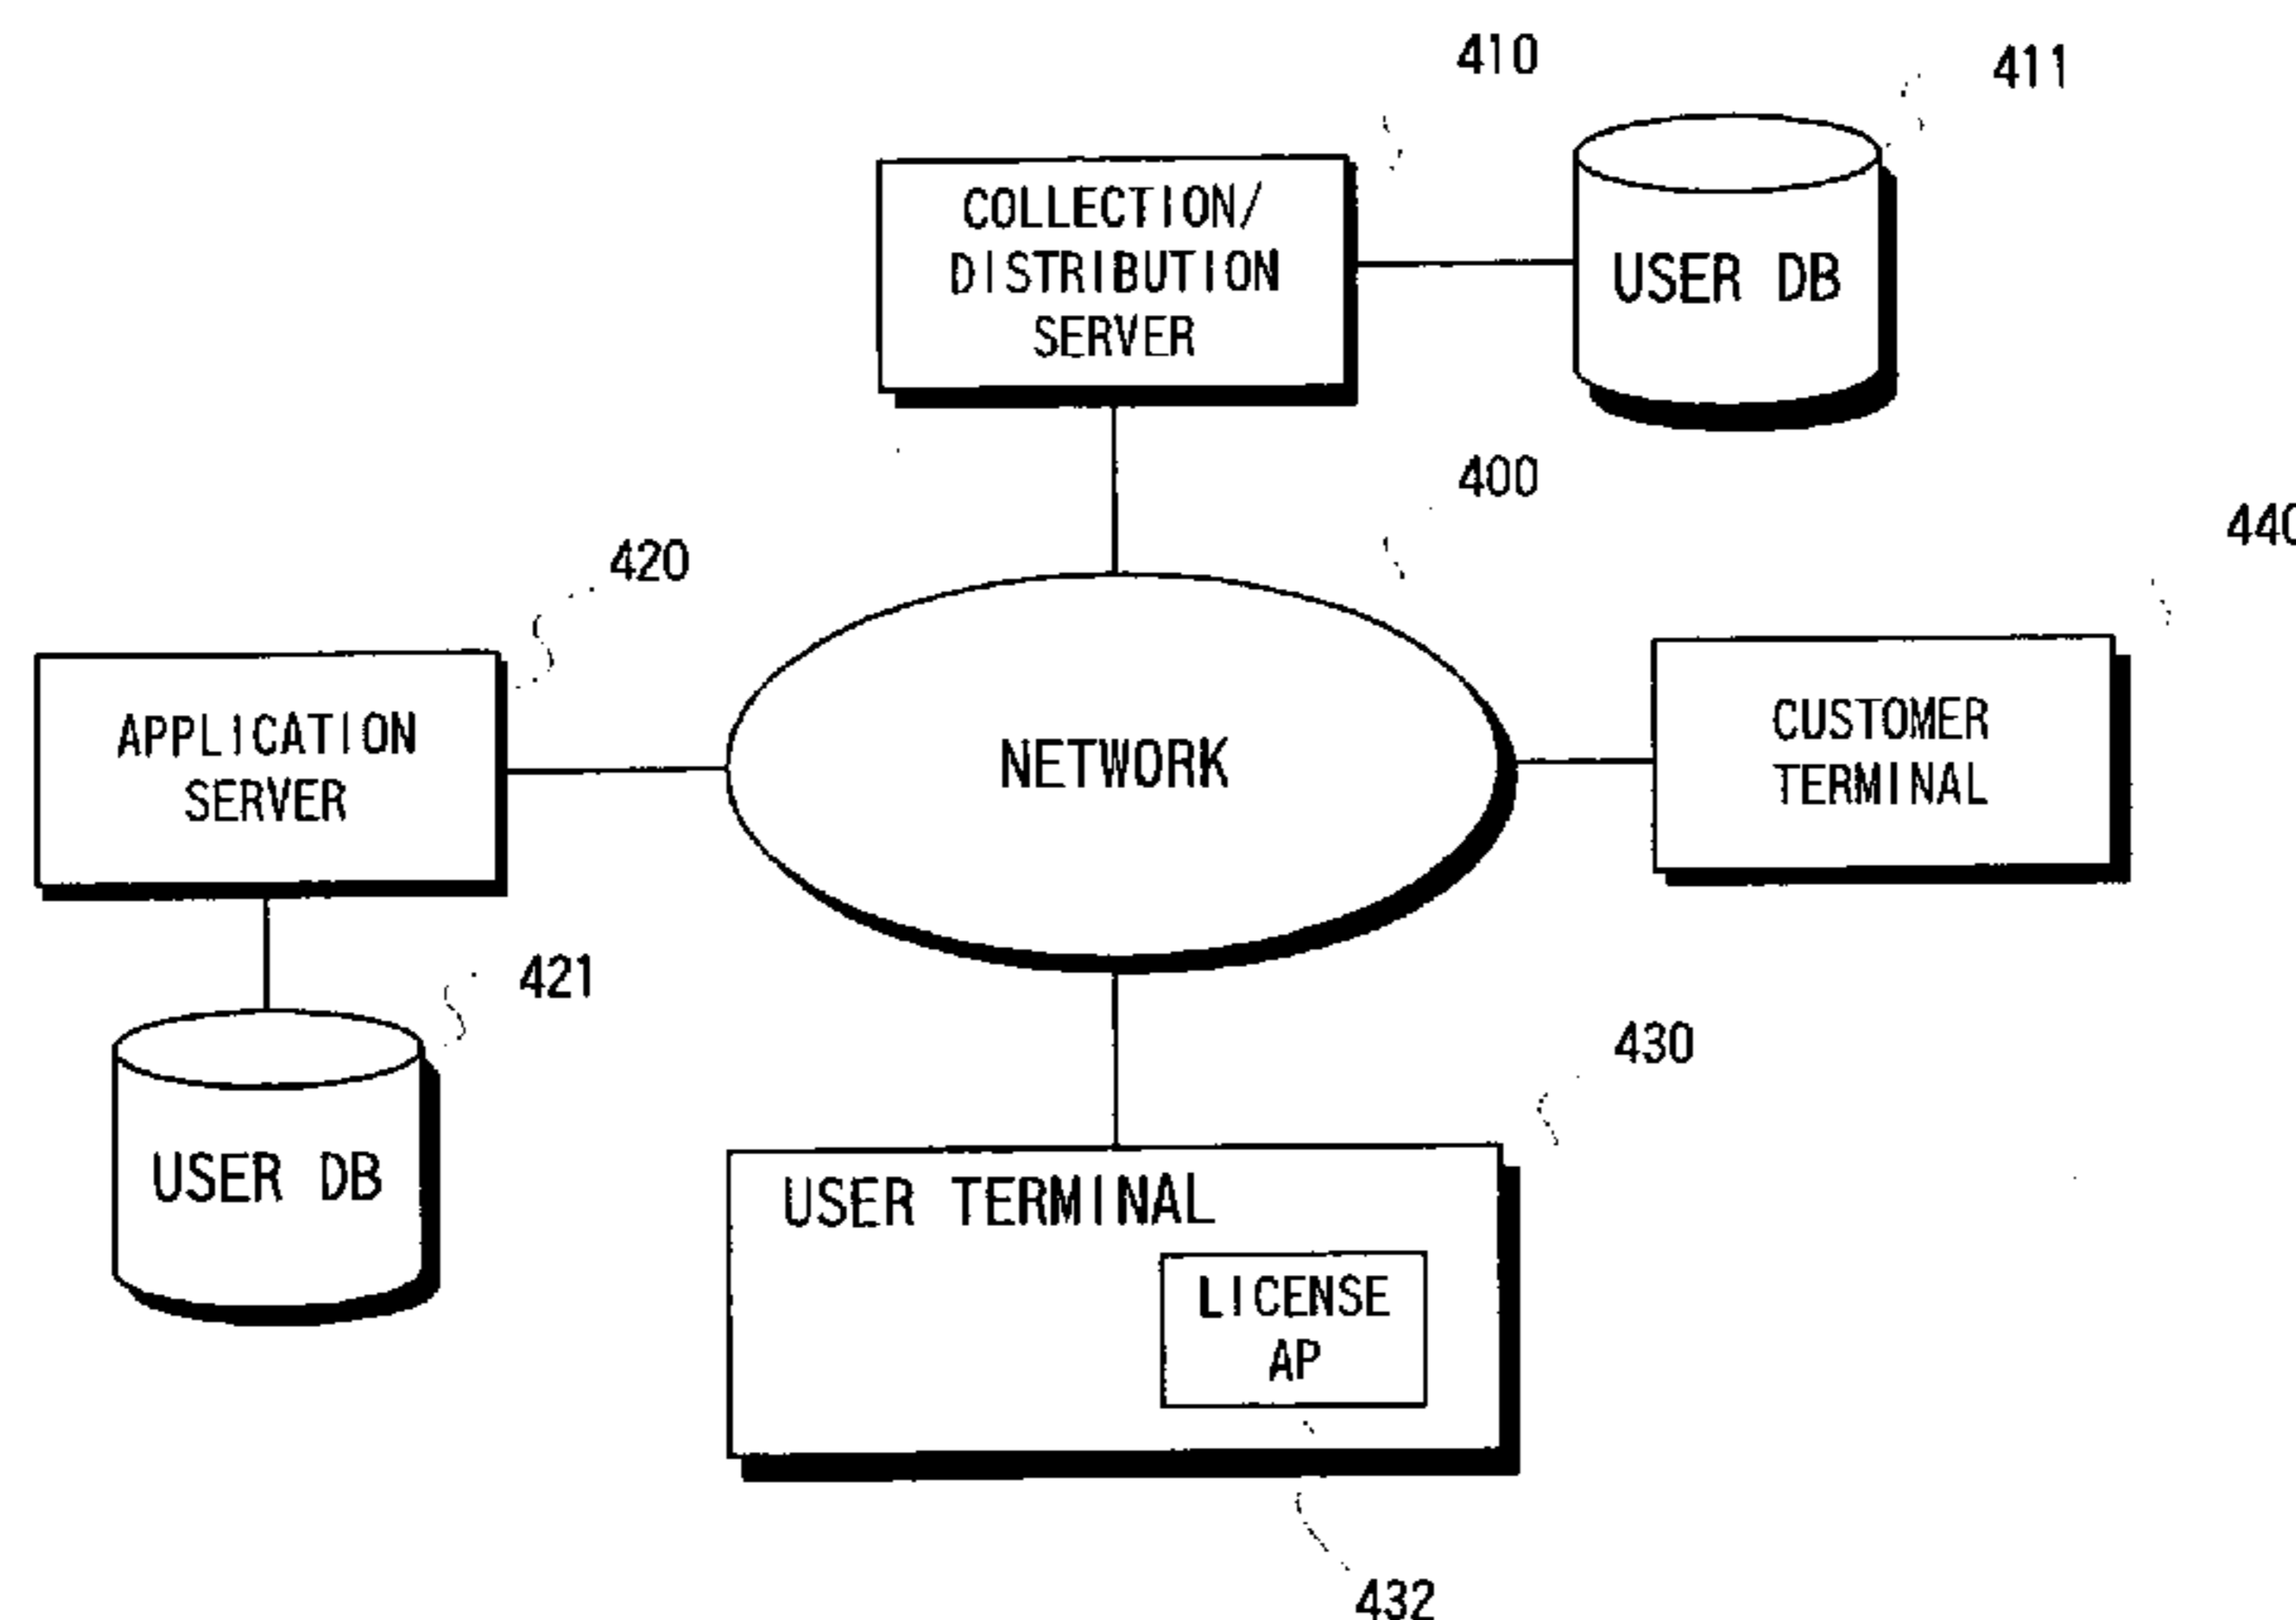 410
411
COLLECTION/
DISTRIBUTION
SERVER
USER DB
400
440
420
APPLICATION
SERVER
NETWORK
CUSTOMER
TERMINAL
421
USER DB
430
USER TERMINAL
LICENSE
AP
432